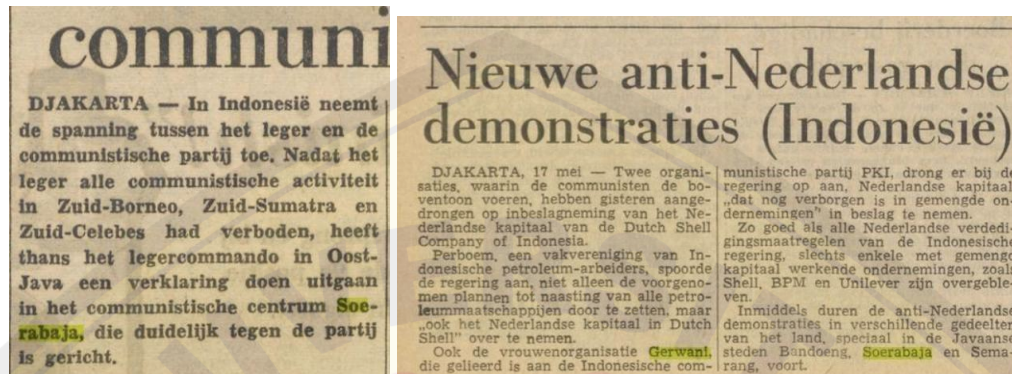 communi
DJAKARTA — In Indonesië neemt
de spanning tussen het leger en de
communistische partij toe. Nadat het
leger alle communistische activiteit
in Zuid-Borneo, Zuid-Sumatra en
Zuid-Celebes had verboden, heeft
thans het legercommando in Oost-
Java een verklaring doen uitgaan
in het communistische centrum Soe-
rabaja, die duidelijk tegen de partij
is gericht.
Nieuwe anti-Nederlandse
demonstraties (Indonesië)
DJAKARTA, 17 mei — Twee organi-
saties, waarin de communisten de bo-
ventoon voeren, hebben gisteren aange-
drongen op inbeslagneming van het Ne-
derlandse kapitaal van de Dutch Shell
Company of Indonesia.
Perboem, een vakvereniging van In-
donesische petroleum-arbeiders, spoorde
de regering aan, niet alleen de voorgeno-
men plannen tot naasting van alle petro-
leummaatschappijen door te zetten, maar
„ook het Nederlandse kapitaal in Dutch
Shell” over te nemen.
Ook de vrouwenorganisatie Gerwani,
die gelieerd is aan de Indonesische com-
munistische partij PKI, drong er bij de
regering op aan, Nederlandse kapitaal
„dat nog verborgen is in gemengde on-
dernemingen” in beslag te nemen.
Zo goed als alle Nederlandse verdedi-
gingsmaatregelen van de Indonesische
regering, slechts enkele met gemengd
kapitaal werkende ondernemingen, zoals
Shell, BPM en Unilever zijn overgeble-
ven.
Inmiddels duren de anti-Nederlandse
demonstraties in verschillende gedeelten
van het land, speciaal in de Javaanse
steden Bandoeng, Soerabaja en Sema-
rang, voort.